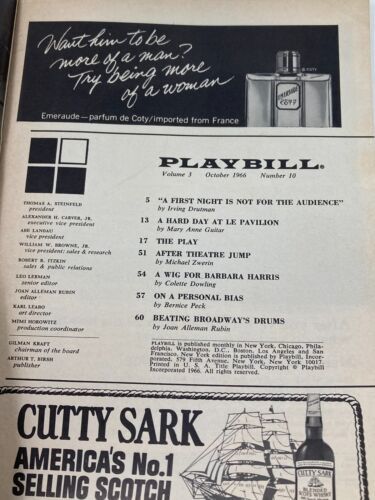 Want him to be
more of a man?
Try being more
of a woman
© COTY
EMERAUDE
COTY
Emeraude—parfum de Coty/imported from France
PLAYBILL®
Volume 3 October 1966 Number 10
THOMAS A. STEINFELD
president
ALEXANDER H. CARVER, JR.
executive vice president
ABE LANDAU
vice president
WILLIAM W. BROWNE, JR.
vice president: sales & research
ROBERT B. ITZKIN
sales & public relations
LEO LERMAN
senior editor
JOAN ALLEMAN RUBIN
editor
KARL LEABO
art director
MIMI HOROWITZ
production coordinator
GILMAN KRAFT
chairman of the board
ARTHUR T. BIRSH
publisher
5 "A FIRST NIGHT IS NOT FOR THE AUDIENCE"
by Irving Drutman
13 A HARD DAY AT LE PAVILION
by Mary Anne Guitar
17 THE PLAY
51 AFTER THEATRE JUMP
by Michael Zwerin
54 A WIG FOR BARBARA HARRIS
by Colette Dowling
57 ON A PERSONAL BIAS
by Bernice Peck
60 BEATING BROADWAY'S DRUMS
by Joan Alleman Rubin
PLAYBILL is published monthly in New York, Chicago, Phila-
delphia, Washington, D.C., Boston, Los Angeles and San
Francisco. New York edition is published by Playbill, Incor-
porated, 579 Fifth Avenue, New York, New York 10017.
Printed in U. S. A. Title Playbill. Copyright © Playbill
Incorporated 1966. All rights reserved.
CUTTY SARK
AMERICA'S No.1
SELLING SCOTCH
CUTTY SARK
BLENDED
SCOTS WHISKY